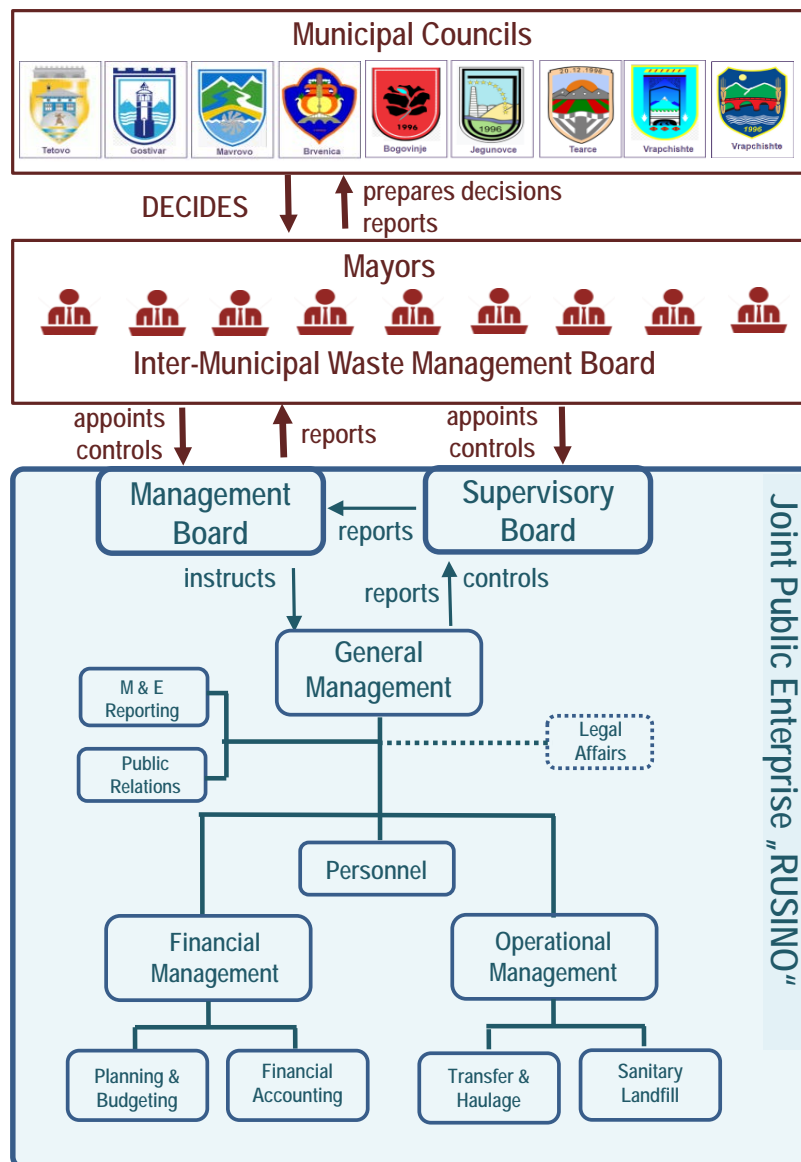 Municipal Councils
Tetovo
Gostivar
Mavrovo
Brvenica
1996
Bogovinje
1996
Jegunovce
20.12.1996
Tearce
Vrapchishte
1996
Vrapchishte
DECIDES
prepares decisions
reports
Mayors
Inter-Municipal Waste Management Board
appoints
controls
reports
appoints
controls
Management
Board
reports
Supervisory
Board
instructs
reports
controls
General
Management
M & E
Reporting
Public
Relations
Legal
Affairs
Personnel
Financial
Management
Operational
Management
Planning &
Budgeting
Financial
Accounting
Transfer &
Haulage
Sanitary
Landfill
Joint Public Enterprise „RUSINO“